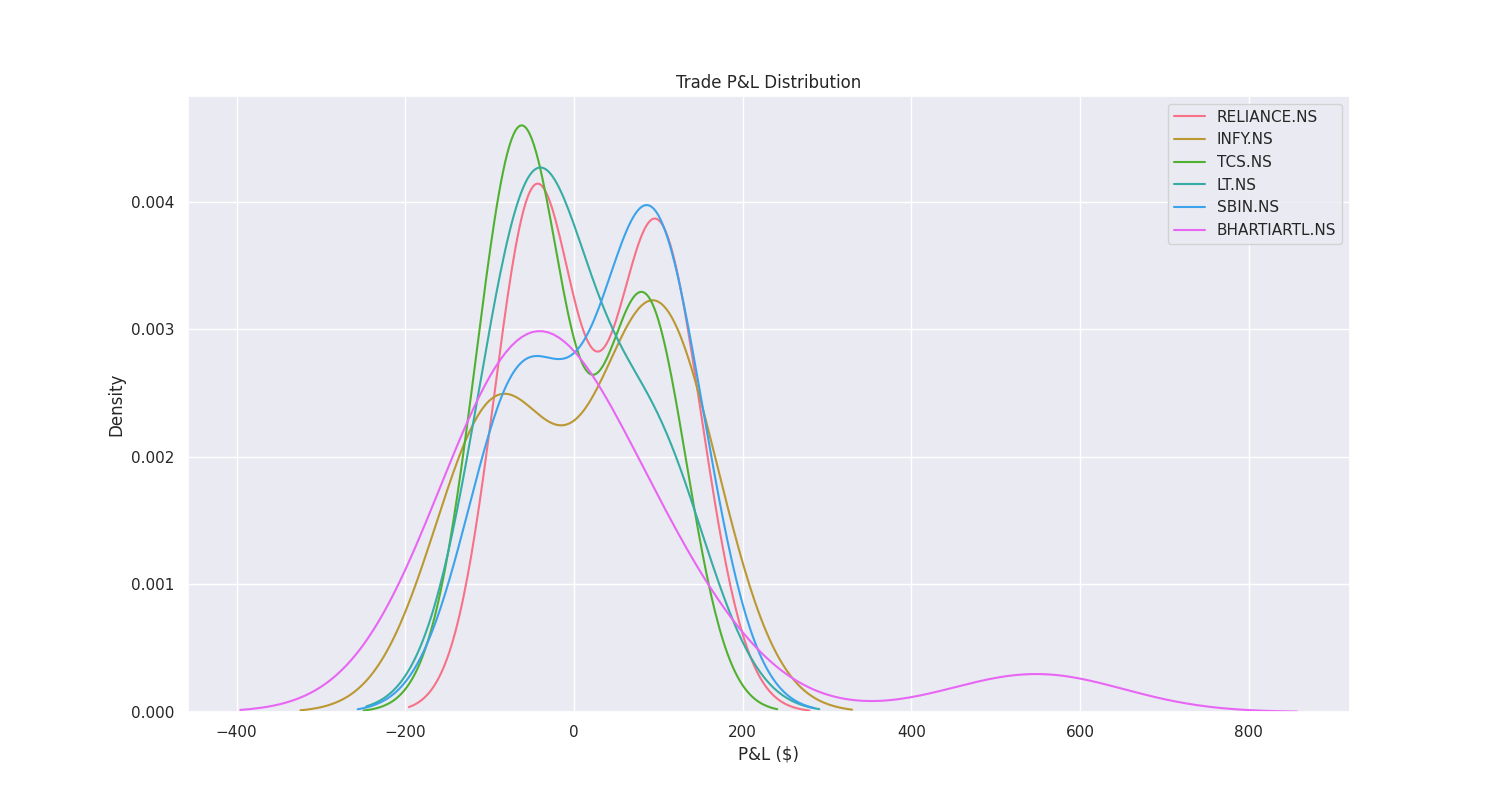 Trade P&L Distribution
RELIANCE.NS
INFY.NS
TCS.NS
LT.NS
SBIN.NS
BHARTIARTL.NS
Density
0.004
0.003
0.002
0.001
0.000
−400 −200 0 200 400 600 800
P&L ($)